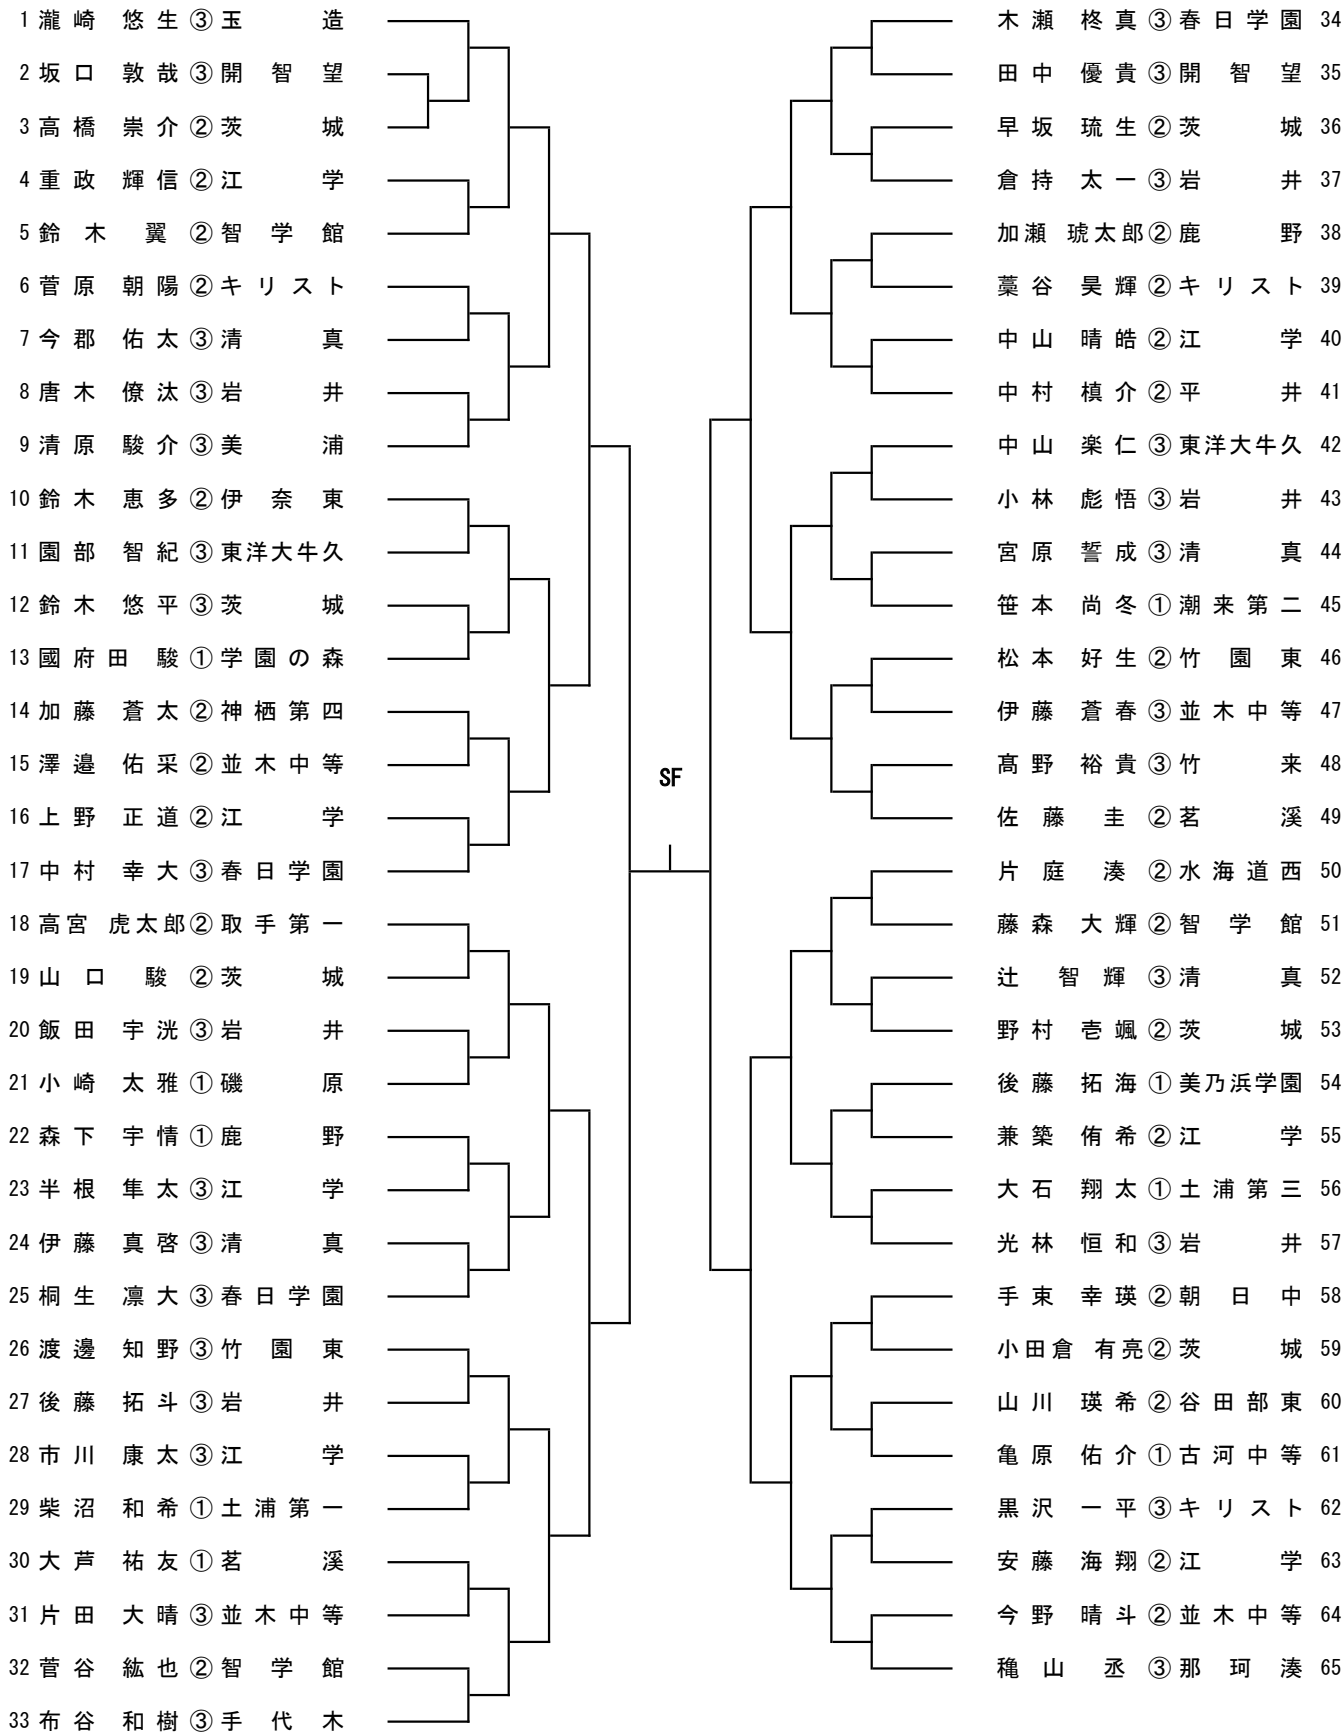 1 瀧崎 悠生 ③ 玉造
2 坂口 敦哉 ③ 開智望
3 高橋 崇介 ② 茨城
4 重政 輝信 ② 江学
5 鈴木 翼 ② 智学館
6 菅原 朝陽 ② キリスト
7 今郡 佑太 ③ 清真
8 唐木 僚汰 ③ 岩井
9 清原 駿介 ③ 美浦
10 鈴木 恵多 ② 伊奈東
11 園部 智紀 ③ 東洋大牛久
12 鈴木 悠平 ③ 茨城
13 國府田 駿 ① 学園の森
14 加藤 蒼太 ② 神栖第四
15 澤邉 佑采 ② 並木中等
16 上野 正道 ② 江学
17 中村 幸大 ③ 春日学園
18 高宮 虎太郎 ② 取手第一
19 山口 駿 ② 茨城
20 飯田 宇洸 ③ 岩井
21 小崎 太雅 ① 磯原
22 森下 宇情 ① 鹿野
23 半根 隼太 ③ 江学
24 伊藤 真啓 ③ 清真
25 桐生 凛大 ③ 春日学園
26 渡邊 知野 ③ 竹園東
27 後藤 拓斗 ③ 岩井
28 市川 康太 ③ 江学
29 柴沼 和希 ① 土浦第一
30 大芦 祐友 ① 茗溪
31 片田 大晴 ③ 並木中等
32 菅谷 紘也 ② 智学館
33 布谷 和樹 ③ 手代木
SF
木瀬 柊真 ③ 春日学園 34
田中 優貴 ③ 開智望 35
早坂 琉生 ② 茨城 36
倉持 太一 ③ 岩井 37
加瀬 琥太郎 ② 鹿野 38
藁谷 昊輝 ② キリスト 39
中山 晴皓 ② 江学 40
中村 槙介 ② 平井 41
中山 楽仁 ③ 東洋大牛久 42
小林 彪悟 ③ 岩井 43
宮原 誓成 ③ 清真 44
笹本 尚冬 ① 潮来第二 45
松本 好生 ② 竹園東 46
伊藤 蒼春 ③ 並木中等 47
髙野 裕貴 ③ 竹来 48
佐藤 圭 ② 茗溪 49
片庭 湊 ② 水海道西 50
藤森 大輝 ② 智学館 51
辻 智輝 ③ 清真 52
野村 壱颯 ② 茨城 53
後藤 拓海 ① 美乃浜学園 54
兼築 侑希 ② 江学 55
大石 翔太 ① 土浦第三 56
光林 恒和 ③ 岩井 57
手束 幸瑛 ② 朝日中 58
小田倉 有亮 ② 茨城 59
山川 瑛希 ② 谷田部東 60
亀原 佑介 ① 古河中等 61
黒沢 一平 ③ キリスト 62
安藤 海翔 ② 江学 63
今野 晴斗 ② 並木中等 64
穐山 丞 ③ 那珂湊 65